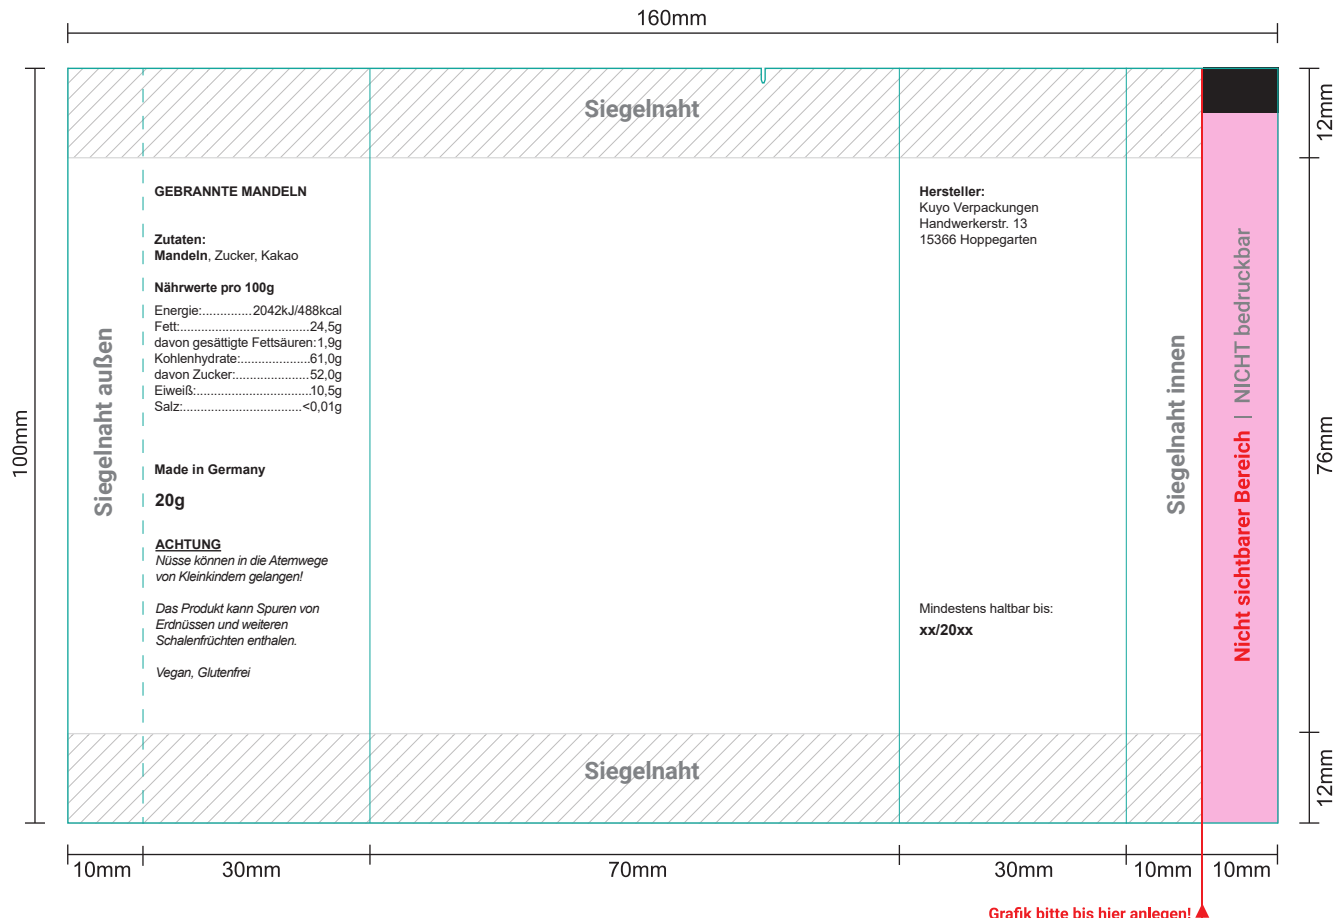 160mm
Siegelnaht
12mm
GEBRANNTE MANDELN
Zutaten:
Mandeln, Zucker, Kakao
Nährwerte pro 100g
Energie:..............2042kJ/488kcal
Fett:.....................................24,5g
davon gesättigte Fettsäuren:1,9g
Kohlenhydrate:....................61,0g
davon Zucker:.....................52,0g
Eiweiß:.................................10,5g
Salz:..................................<0,01g
Made in Germany
20g
ACHTUNG
Nüsse können in die Atemwege
von Kleinkindern gelangen!
Das Produkt kann Spuren von
Erdnüssen und weiteren
Schalenfrüchten enthalten.
Vegan, Glutenfrei
Hersteller:
Kuyo Verpackungen
Handwerkerstr. 13
15366 Hoppegarten
Mindestens haltbar bis:
xx/20xx
100mm
Siegelnaht außen
Siegelnaht innen
Nicht sichtbarer Bereich | NICHT bedruckbar
76mm
Siegelnaht
12mm
10mm
30mm
70mm
30mm
10mm
10mm
Grafik bitte bis hier anlegen!